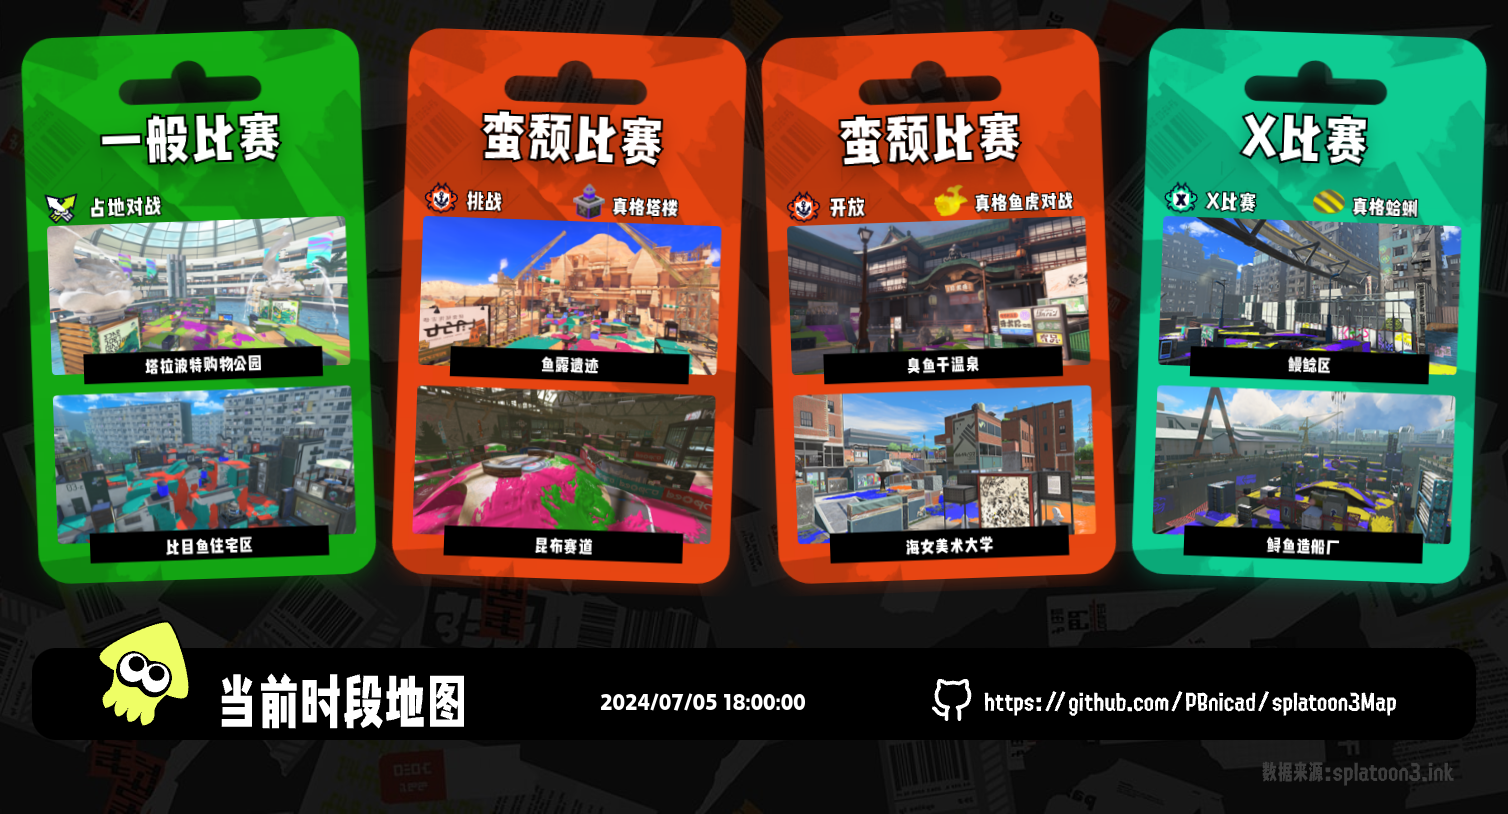 一般比赛
占地对战
塔拉波特购物公园
比目鱼住宅区
蛮颓比赛
挑战
真格塔楼
鱼露遗迹
昆布赛道
蛮颓比赛
开放
真格鱼虎对战
臭鱼干温泉
海女美术大学
X比赛
X比赛
真格蛤蜊
鳗鲶区
鲟鱼造船厂
当前时段地图
2024/07/05 18:00:00
https://github.com/PBnicad/splatoon3Map
数据来源:splatoon3.ink